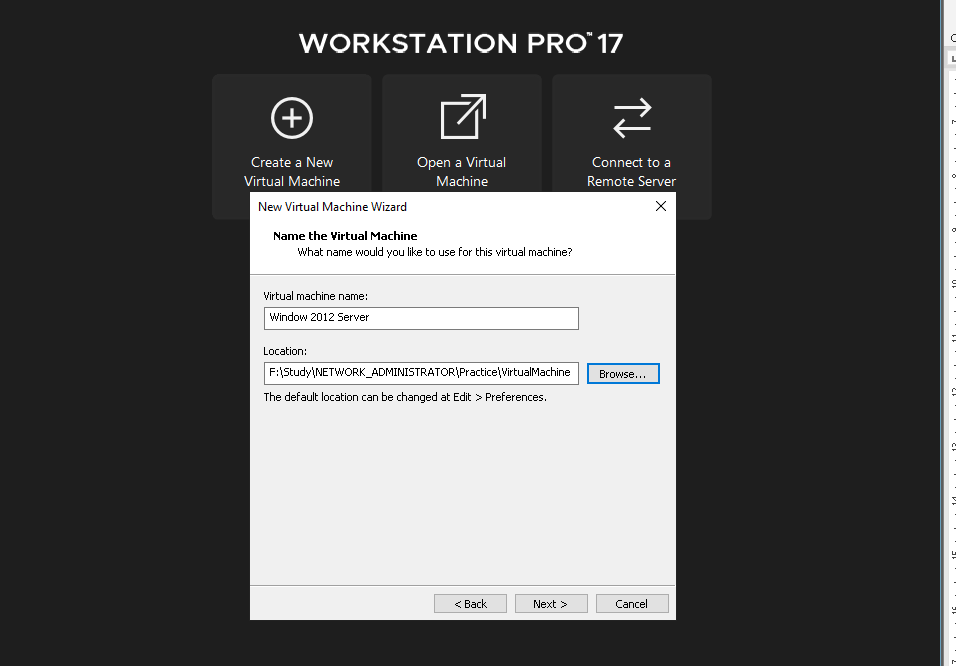 WORKSTATION PRO™ 17
Create a New
Virtual Machine
Open a Virtual
Machine
Connect to a
Remote Server
New Virtual Machine Wizard
Name the Virtual Machine
What name would you like to use for this virtual machine?
Virtual machine name:
Window 2012 Server
Location:
F:\Study\NETWORK_ADMINISTRATOR\Practice\VirtualMachine
Browse...
The default location can be changed at Edit > Preferences.
< Back
Next >
Cancel